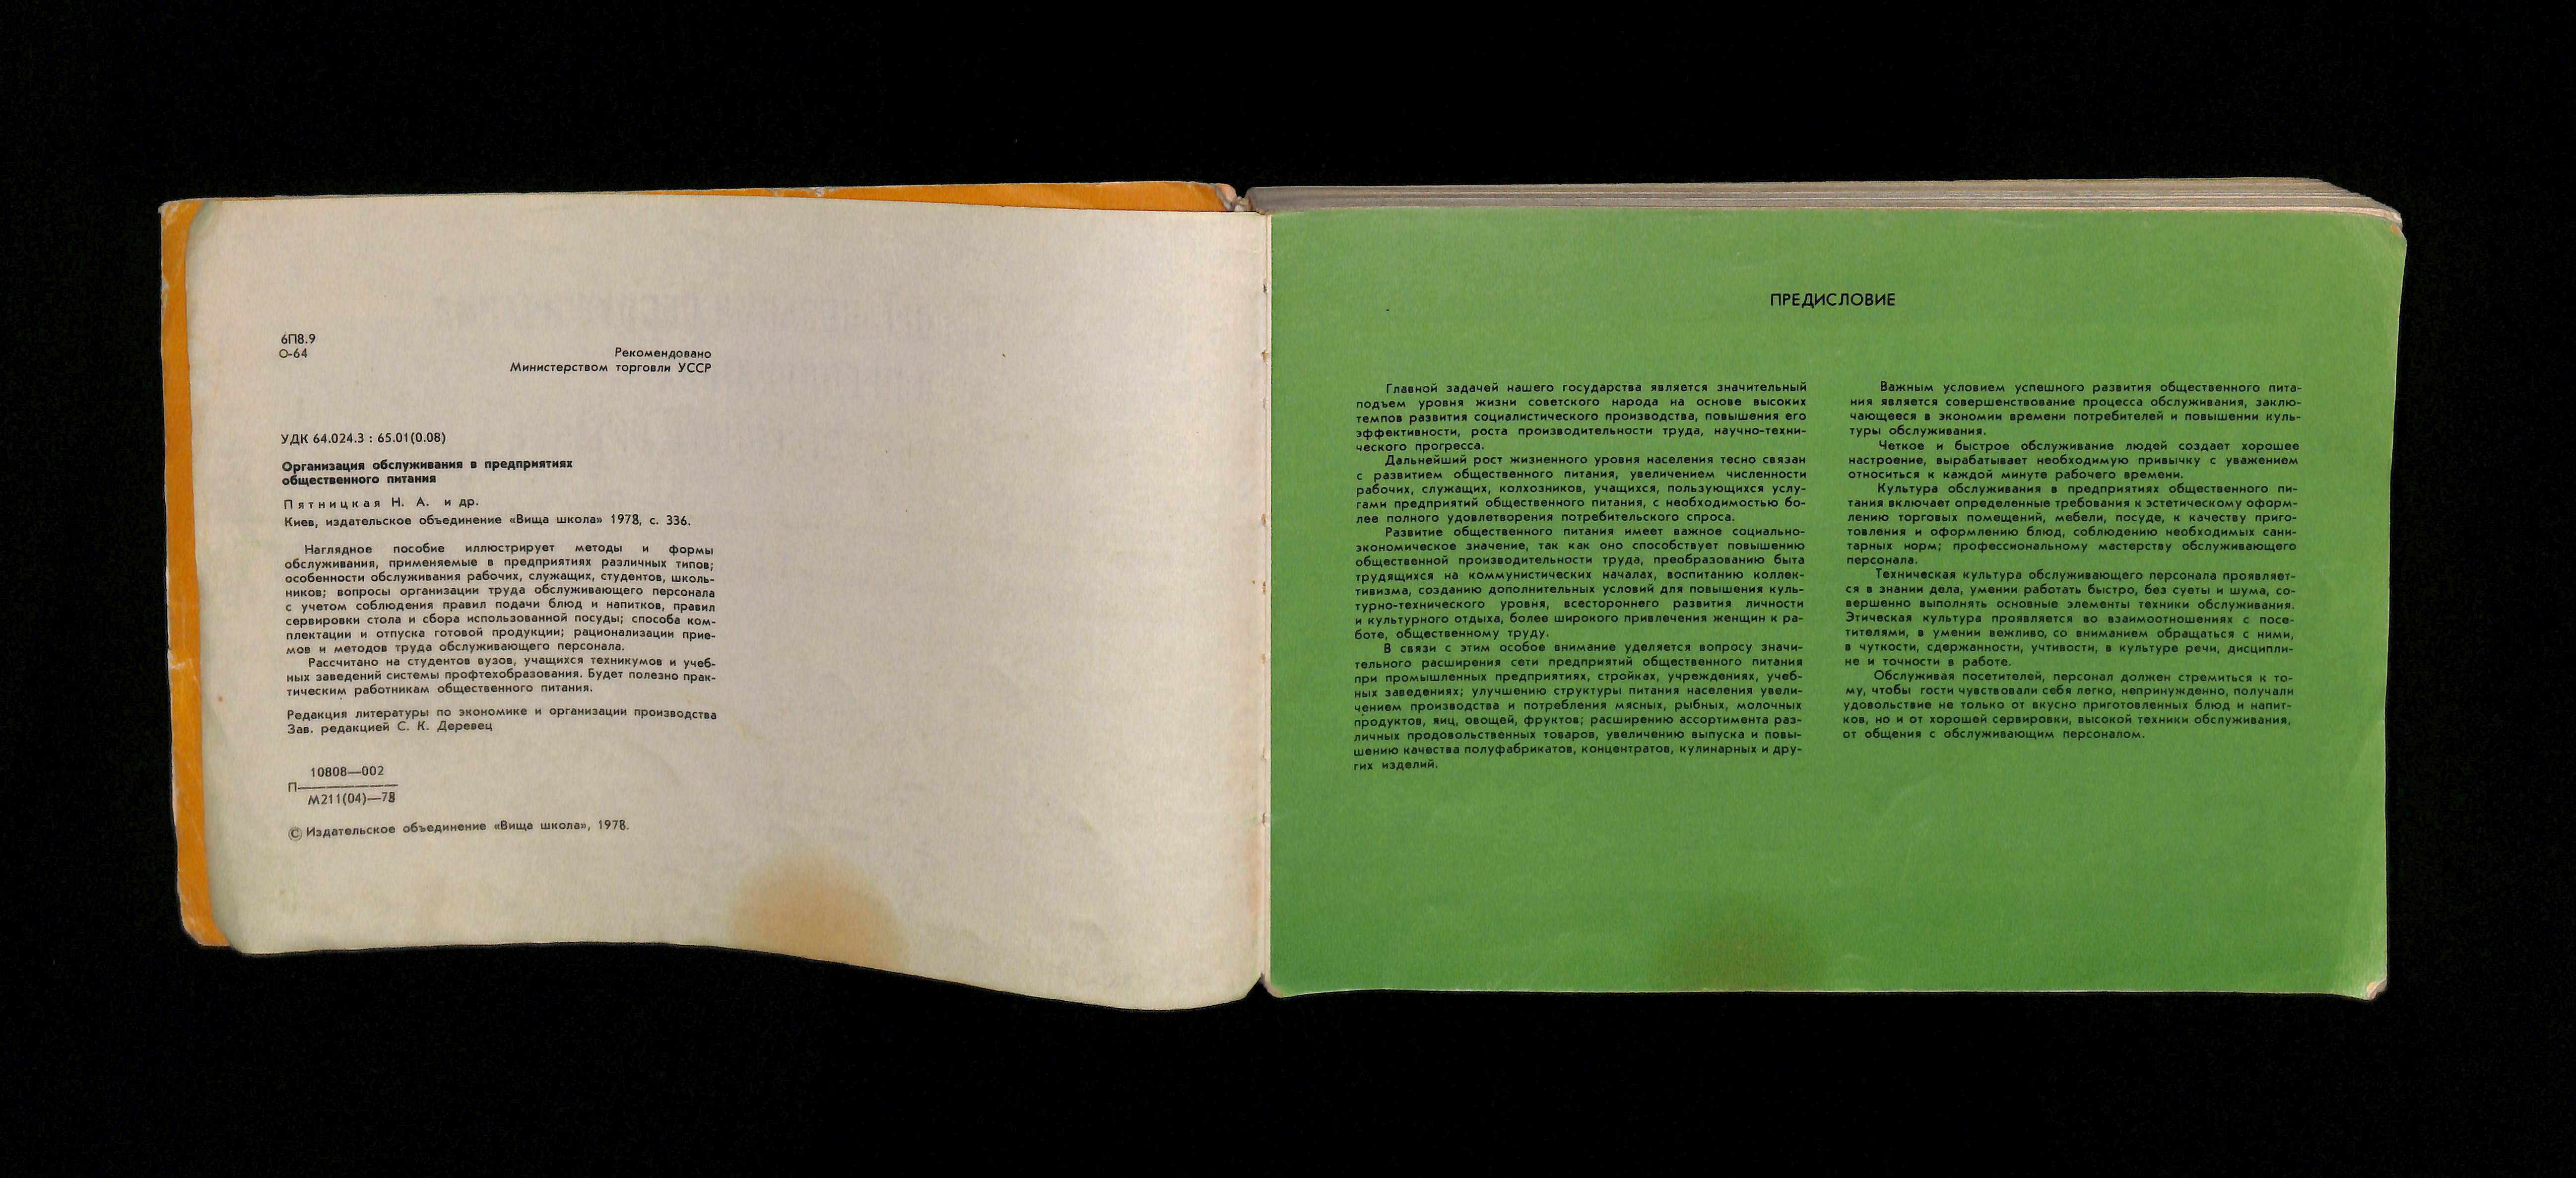 6П8.9
О-64
Рекомендовано
Министерством торговли УССР
УДК 64.024.3 : 65.01(0.08)
Организация обслуживания в предприятиях
общественного питания
Пятницкая Н. А. и др.
Киев, издательское объединение «Вища школа» 1978, с. 336.
Наглядное пособие иллюстрирует методы и формы
обслуживания, применяемые в предприятиях различных типов;
особенности обслуживания рабочих, служащих, студентов, школь-
ников; вопросы организации труда обслуживающего персонала
с учетом соблюдения правил подачи блюд и напитков, правил
сервировки стола и сбора использованной посуды; способа ком-
плектации и отпуска готовой продукции; рационализации прие-
мов и методов труда обслуживающего персонала.
Рассчитано на студентов вузов, учащихся техникумов и учеб-
ных заведений системы профтехобразования. Будет полезно прак-
тическим работникам общественного питания.
Редакция литературы по экономике и организации производства
Зав. редакцией С. К. Деревец
10808—002
П—
М211(04)—78
© Издательское объединение «Вища школа», 1978.
ПРЕДИСЛОВИЕ
Главной задачей нашего государства является значительный
подъем уровня жизни советского народа на основе высоких
темпов развития социалистического производства, повышения его
эффективности, роста производительности труда, научно-техни-
ческого прогресса.
Дальнейший рост жизненного уровня населения тесно связан
с развитием общественного питания, увеличением численности
рабочих, служащих, колхозников, учащихся, пользующихся услу-
гами предприятий общественного питания, с необходимостью бо-
лее полного удовлетворения потребительского спроса.
Развитие общественного питания имеет важное социально-
экономическое значение, так как оно способствует повышению
общественной производительности труда, преобразованию быта
трудящихся на коммунистических началах, воспитанию коллек-
тивизма, созданию дополнительных условий для повышения куль-
турно-технического уровня, всестороннего развития личности
и культурного отдыха, более широкого привлечения женщин к ра-
боте, общественному труду.
В связи с этим особое внимание уделяется вопросу значи-
тельного расширения сети предприятий общественного питания
при промышленных предприятиях, стройках, учреждениях, учеб-
ных заведениях; улучшению структуры питания населения увели-
чением производства и потребления мясных, рыбных, молочных
продуктов, яиц, овощей, фруктов; расширению ассортимента раз-
личных продовольственных товаров, увеличению выпуска и повы-
шению качества полуфабрикатов, концентратов, кулинарных и дру-
гих изделий.
Важным условием успешного развития общественного пита-
ния является совершенствование процесса обслуживания, заклю-
чающееся в экономии времени потребителей и повышении куль-
туры обслуживания.
Четкое и быстрое обслуживание людей создает хорошее
настроение, вырабатывает необходимую привычку с уважением
относиться к каждой минуте рабочего времени.
Культура обслуживания в предприятиях общественного пи-
тания включает определенные требования к эстетическому оформ-
лению торговых помещений, мебели, посуде, к качеству приго-
товления и оформлению блюд, соблюдению необходимых сани-
тарных норм; профессиональному мастерству обслуживающего
персонала.
Техническая культура обслуживающего персонала проявляет-
ся в знании дела, умении работать быстро, без суеты и шума, со-
вершенно выполнять основные элементы техники обслуживания.
Этическая культура проявляется во взаимоотношениях с посе-
тителями, в умении вежливо, со вниманием обращаться с ними,
в чуткости, сдержанности, учтивости, в культуре речи, дисципли-
не и точности в работе.
Обслуживая посетителей, персонал должен стремиться к то-
му, чтобы гости чувствовали себя легко, непринужденно, получали
удовольствие не только от вкусно приготовленных блюд и напит-
ков, но и от хорошей сервировки, высокой техники обслуживания,
от общения с обслуживающим персоналом.